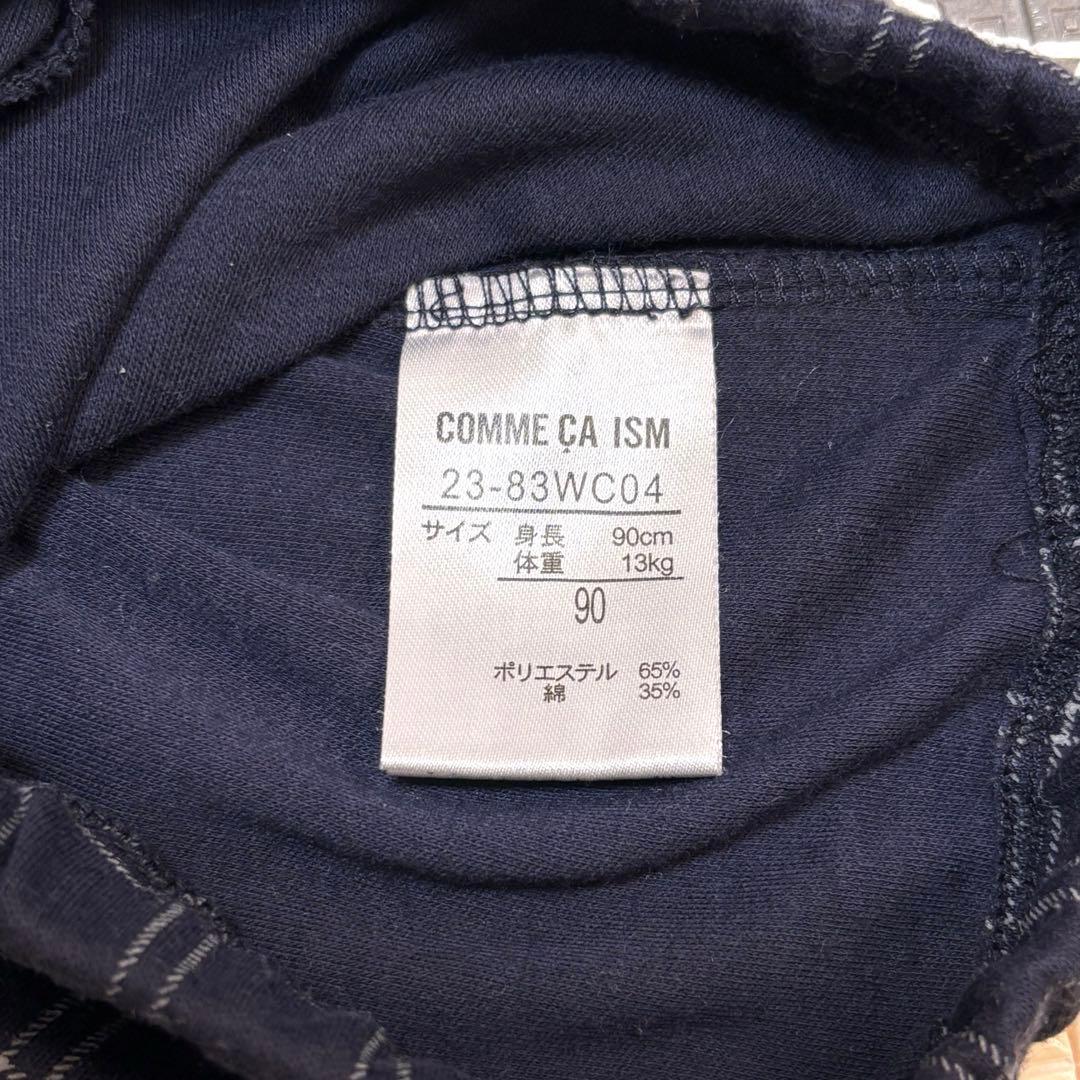 COMME ÇA ISM
23-83WC04
サイズ 身長 90cm
体重 13kg
90
ポリエステル 65%
綿 35%